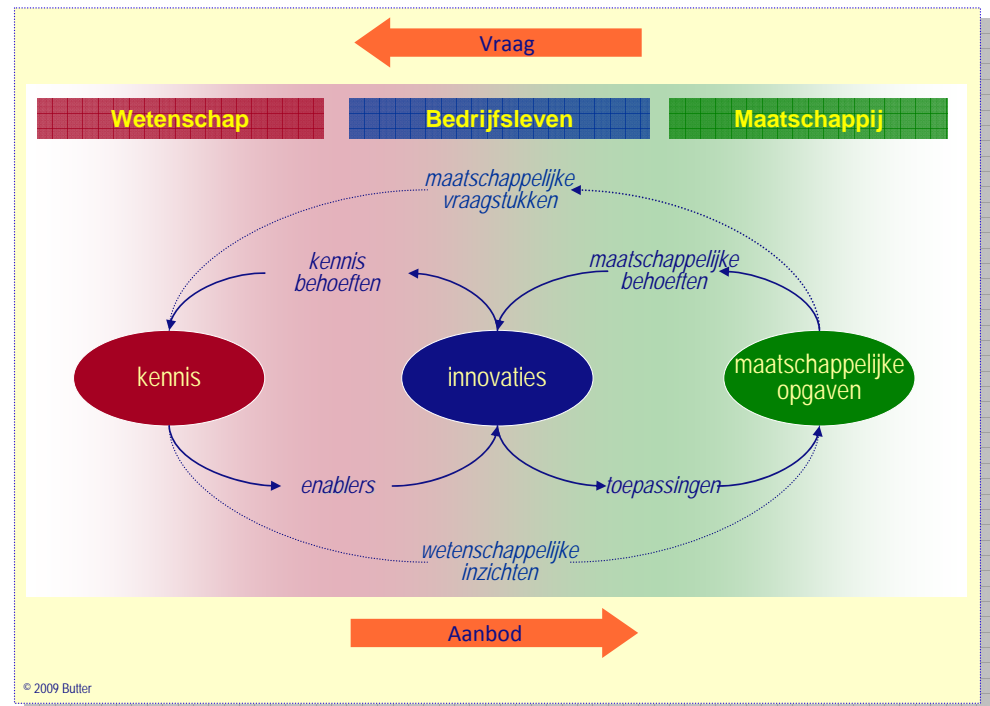 Vraag
Wetenschap
Bedrijfsleven
Maatschappij
maatschappelijke
vraagstukken
kennis
behoeften
maatschappelijke
behoeften
kennis
innovaties
maatschappelijke
opgaven
enablers
toepassingen
wetenschappelijke
inzichten
Aanbod
© 2009 Butter